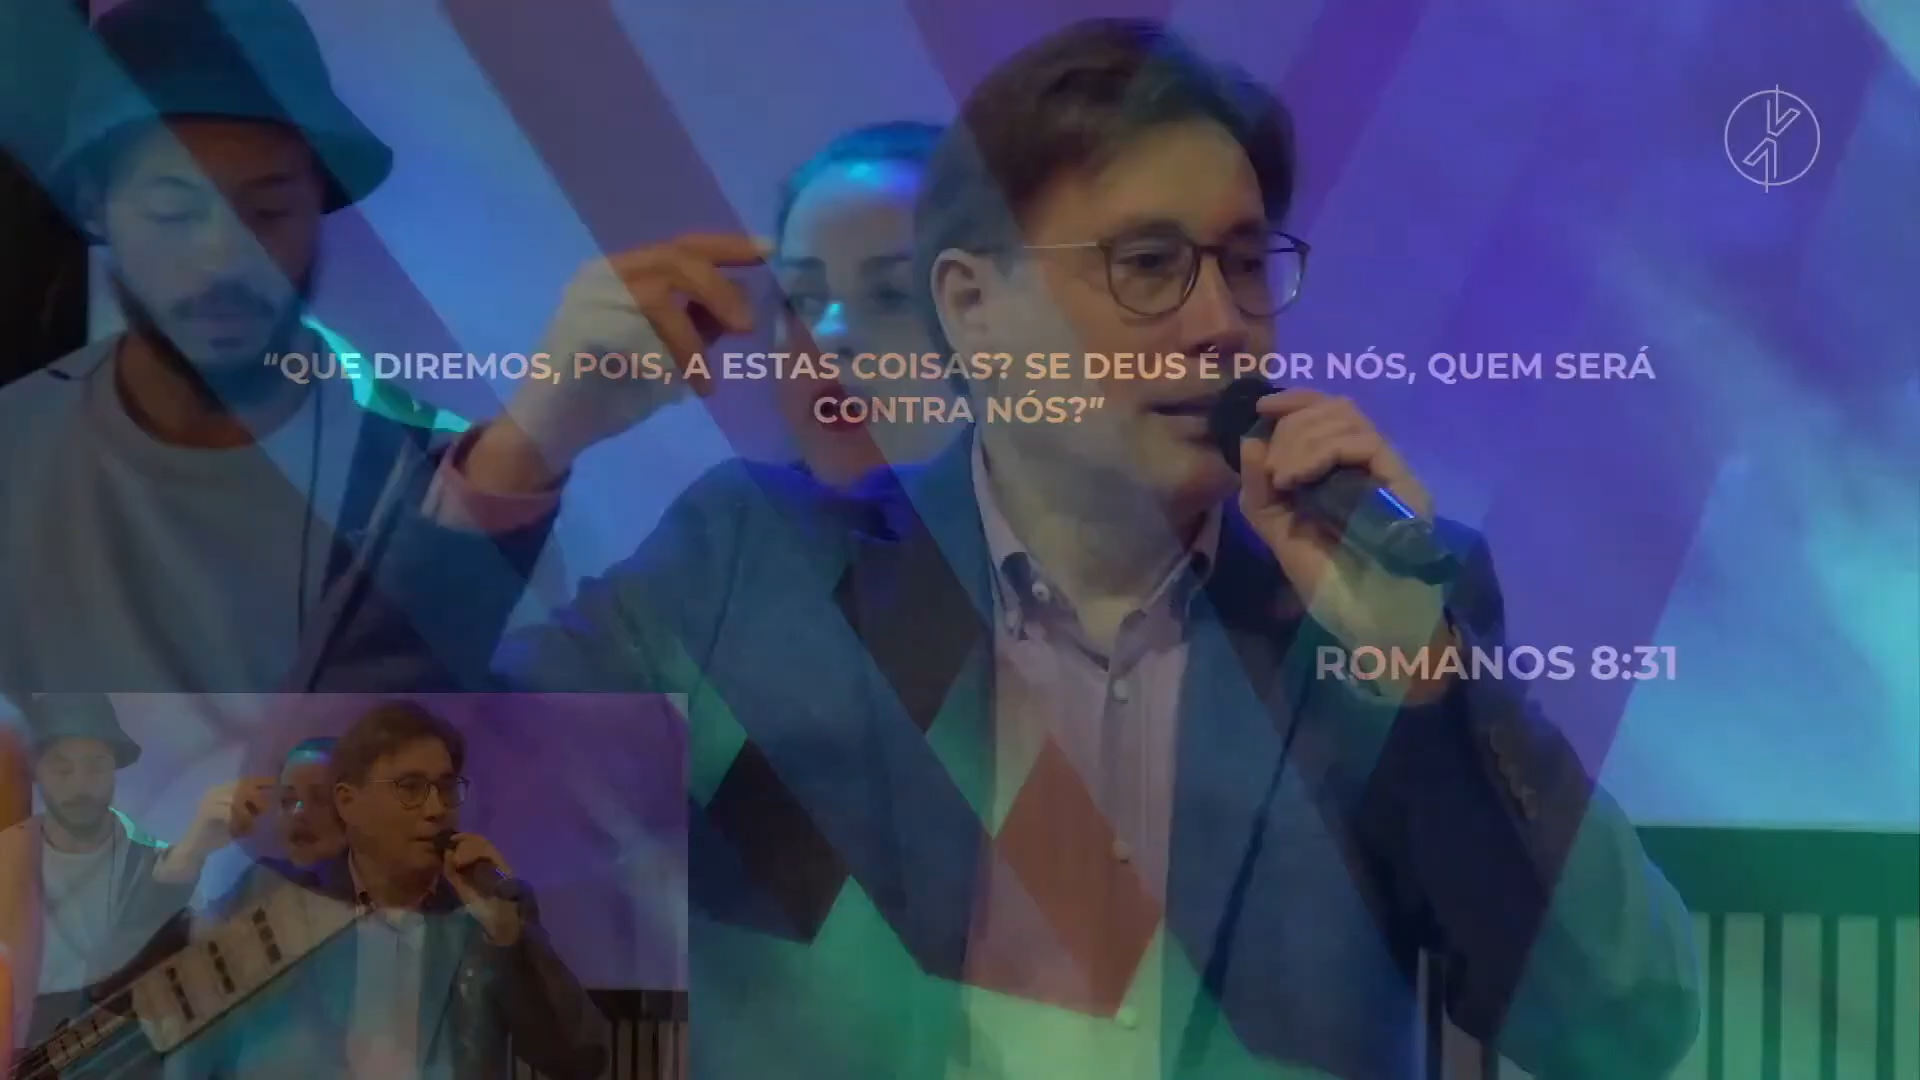 “QUE DIREMOS, POIS, A ESTAS COISAS? SE DEUS É POR NÓS, QUEM SERÁ
CONTRA NÓS?”
ROMANOS 8:31